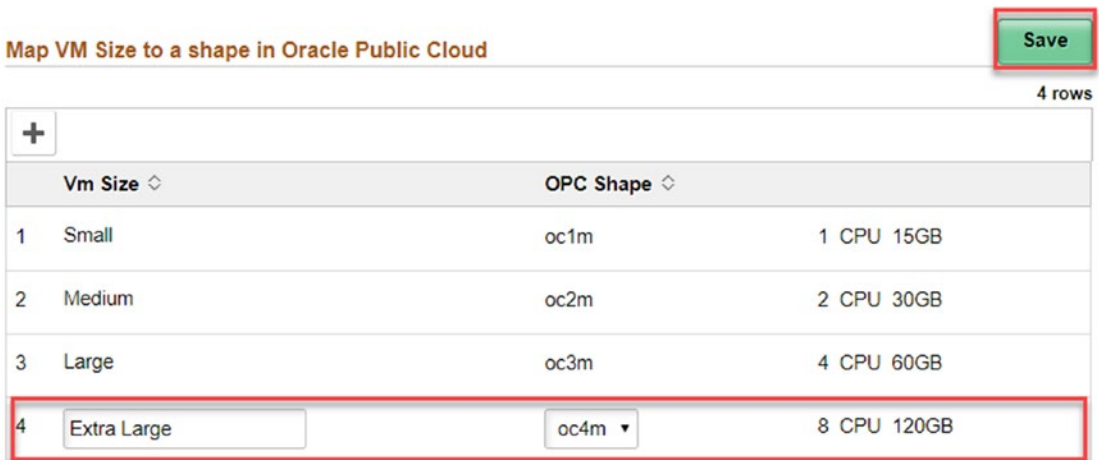 Save
Map VM Size to a shape in Oracle Public Cloud
4 rows
+
Vm Size OPC Shape
1 Small oc1m 1 CPU 15GB
2 Medium oc2m 2 CPU 30GB
3 Large oc3m 4 CPU 60GB
4 Extra Large oc4m 8 CPU 120GB